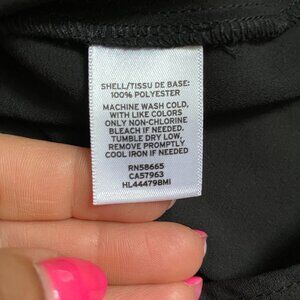 SHELL/TISSU DE BASE:
100% POLYESTER
MACHINE WASH COLD,
WITH LIKE COLORS
ONLY NON-CHLORINE
BLEACH IF NEEDED,
TUMBLE DRY LOW,
REMOVE PROMPTLY
COOL IRON IF NEEDED
RN58665
CA57963
HL444798MI